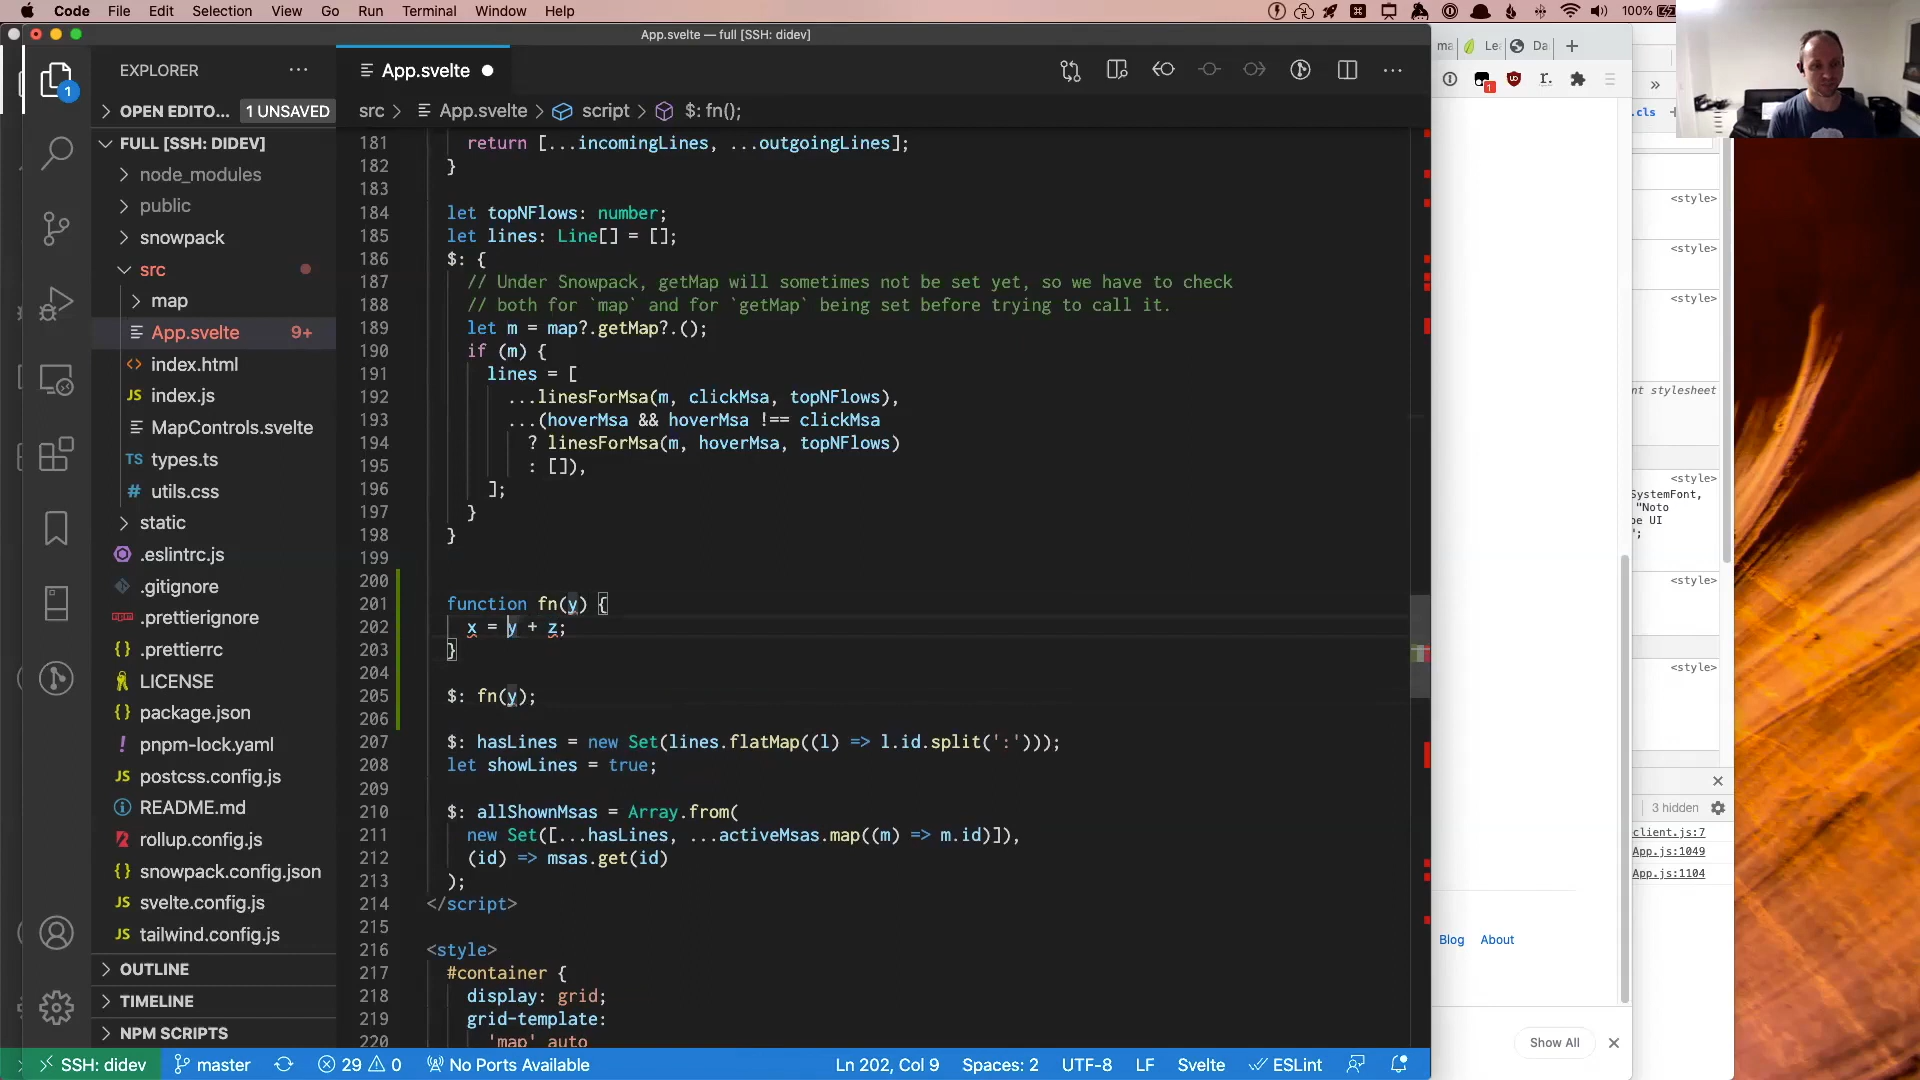 Code File Edit Selection View Go Run Terminal Window Help
100%
App.svelte — full [SSH: didev]
EXPLORER
App.svelte
OPEN EDITO... 1 UNSAVED
FULL [SSH: DIDEV]
node_modules
public
snowpack
src
map
App.svelte 9+
index.html
JS index.js
MapControls.svelte
TS types.ts
# utils.css
static
.eslintrc.js
.gitignore
.prettierignore
{} .prettierrc
LICENSE
{} package.json
! pnpm-lock.yaml
JS postcss.config.js
README.md
rollup.config.js
{} snowpack.config.json
JS svelte.config.js
JS tailwind.config.js
OUTLINE
TIMELINE
NPM SCRIPTS
1
src > App.svelte > script > $: fn();
181 return [...incomingLines, ...outgoingLines];
182 }
183
184 let topNFlows: number;
185 let lines: Line[] = [];
186 $: {
187 // Under Snowpack, getMap will sometimes not be set yet, so we have to check
188 // both for `map` and for `getMap` being set before trying to call it.
189 let m = map?.getMap?.();
190 if (m) {
191 lines = [
192 ...linesForMsa(m, clickMsa, topNFlows),
193 ...(hoverMsa && hoverMsa !== clickMsa
194 ? linesForMsa(m, hoverMsa, topNFlows)
195 : []),
196 ];
197 }
198 }
199
200
201 function fn(y) {
202 x = y + z;
203 }
204
205 $: fn(y);
206
207 $: hasLines = new Set(lines.flatMap((l) => l.id.split(':')));
208 let showLines = true;
209
210 $: allShownMsas = Array.from(
211 new Set([...hasLines, ...activeMsas.map((m) => m.id)]),
212 (id) => msas.get(id)
213 );
214 </script>
215
216 <style>
217 #container {
218 display: grid;
219 grid-template:
220 'map' auto
SSH: didev master 29 0 No Ports Available Ln 202, Col 9 Spaces: 2 UTF-8 LF Svelte ESLint
ma Le Da +
1 r.
.cls +
<style>
<style>
<style>
nt stylesheet
<style>
SystemFont,
"Noto
oe UI
";
<style>
<style>
3 hidden
client.js:7
App.js:1049
App.js:1104
Blog About
Show All